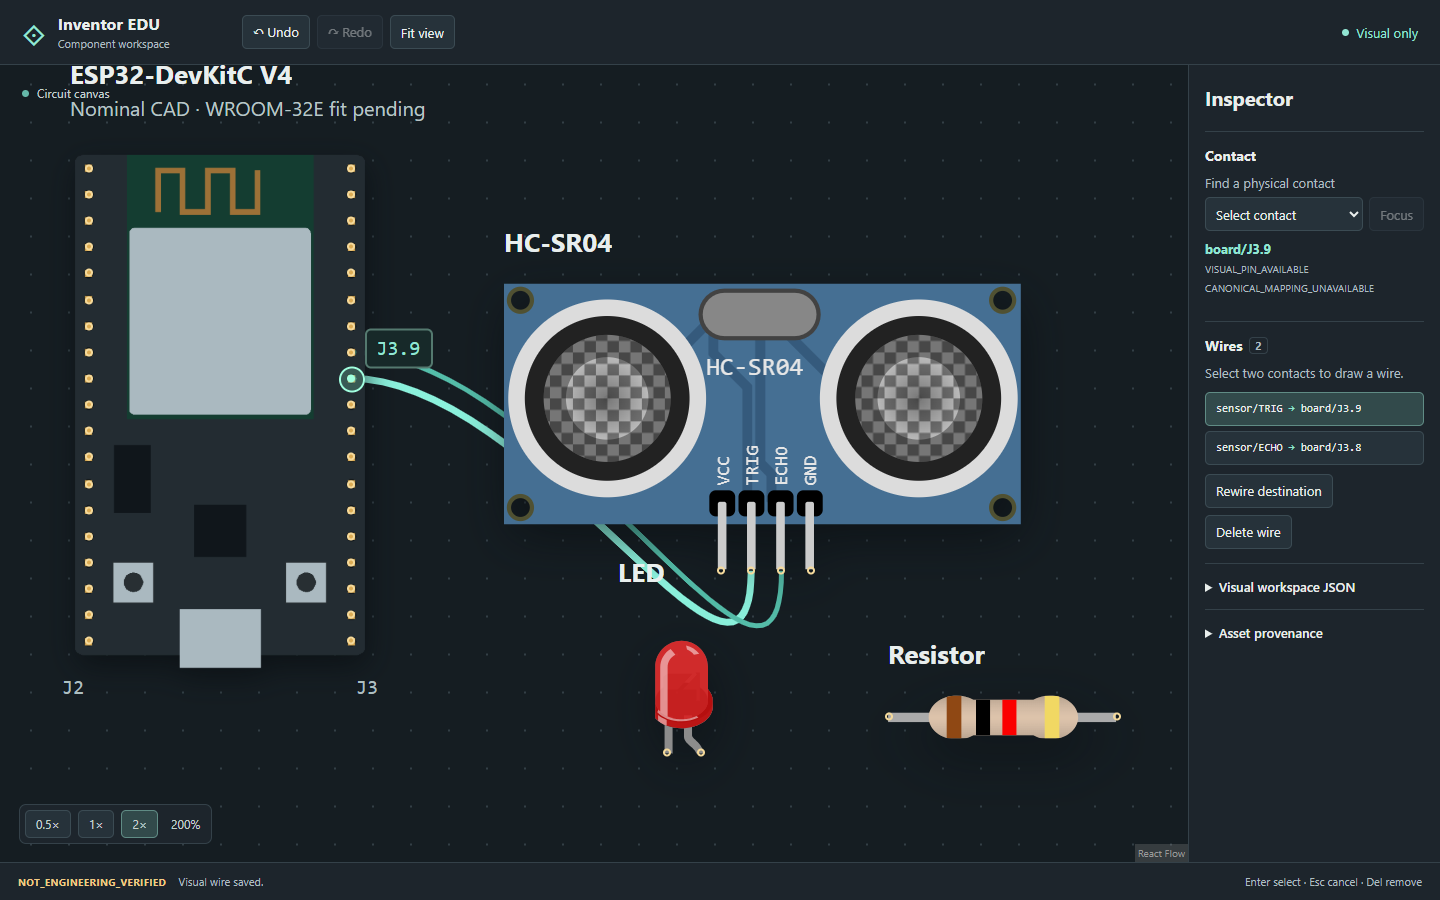 Inventor EDU
Component workspace
↶ Undo
↷ Redo
Fit view
Visual only
ESP32-DevKitC V4
Circuit canvas
Nominal CAD · WROOM-32E fit pending
J3.9
J2
J3
HC-SR04
HC-SR04
VCC
TRIG
ECHO
GND
LED
Resistor
0.5×
1×
2×
200%
React Flow
Inspector
Contact
Find a physical contact
Select contact
Focus
board/J3.9
VISUAL_PIN_AVAILABLE
CANONICAL_MAPPING_UNAVAILABLE
Wires 2
Select two contacts to draw a wire.
sensor/TRIG → board/J3.9
sensor/ECHO → board/J3.8
Rewire destination
Delete wire
Visual workspace JSON
Asset provenance
NOT_ENGINEERING_VERIFIED Visual wire saved.
Enter select · Esc cancel · Del remove